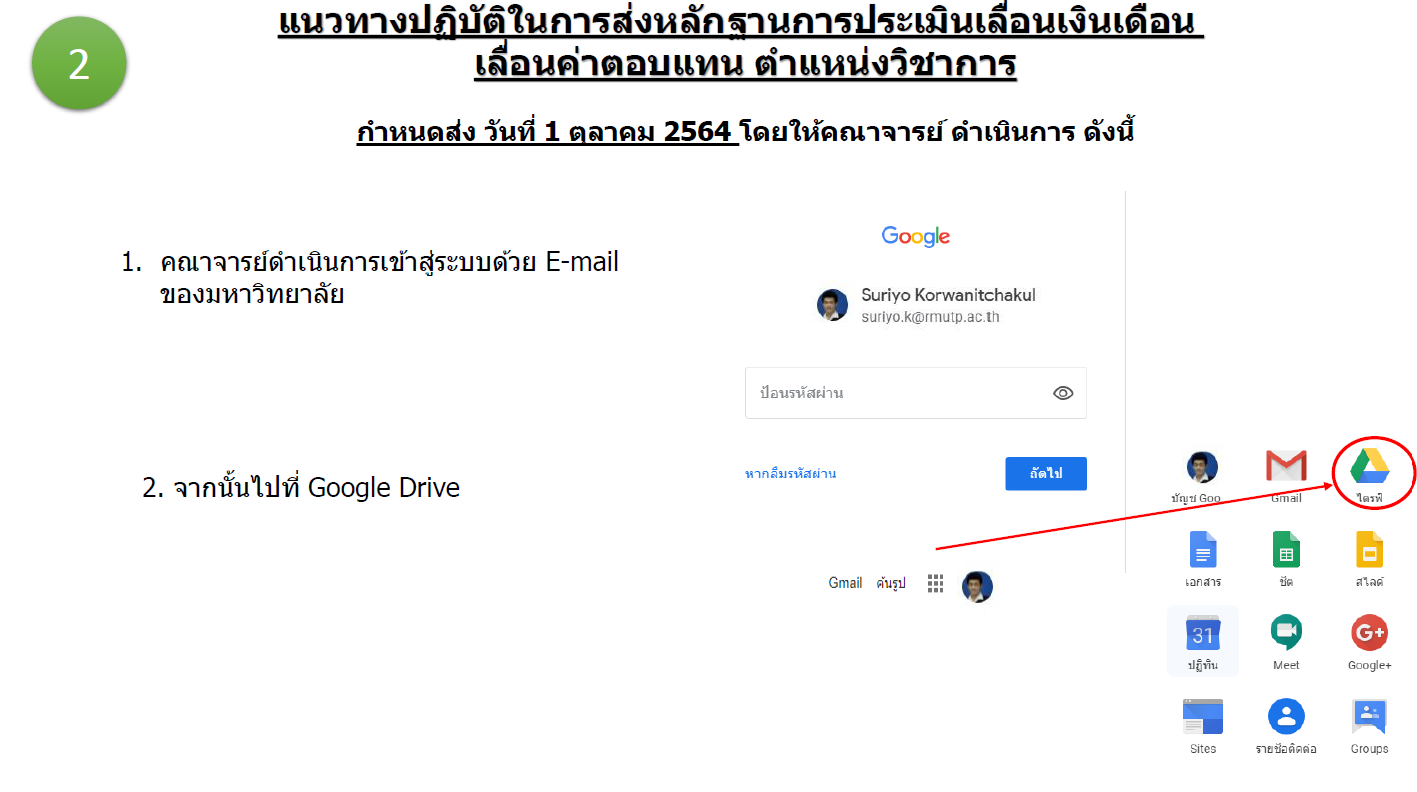 2
แนวทางปฏิบัติในการส่งหลักฐานการประเมินเลื่อนเงินเดือน
เลื่อนค่าตอบแทน ตำแหน่งวิชาการ
กำหนดส่ง วันที่ 1 ตุลาคม 2564 โดยให้คณาจารย์ ดำเนินการ ดังนี้
1. คณาจารย์ดำเนินการเข้าสู่ระบบด้วย E-mail
ของมหาวิทยาลัย
Google
Suriyo Korwanitchakul
suriyo.k@rmutp.ac.th
ป้อนรหัสผ่าน
หากลืมรหัสผ่าน
ถัดไป
2. จากนั้นไปที่ Google Drive
Gmail ค้นรูป
บัญช Goo Gmail ไดรฟ์
เอกสาร ชีต สไลด์
31
ปฏิทิน Meet Google+
Sites รายชื่อติดต่อ Groups